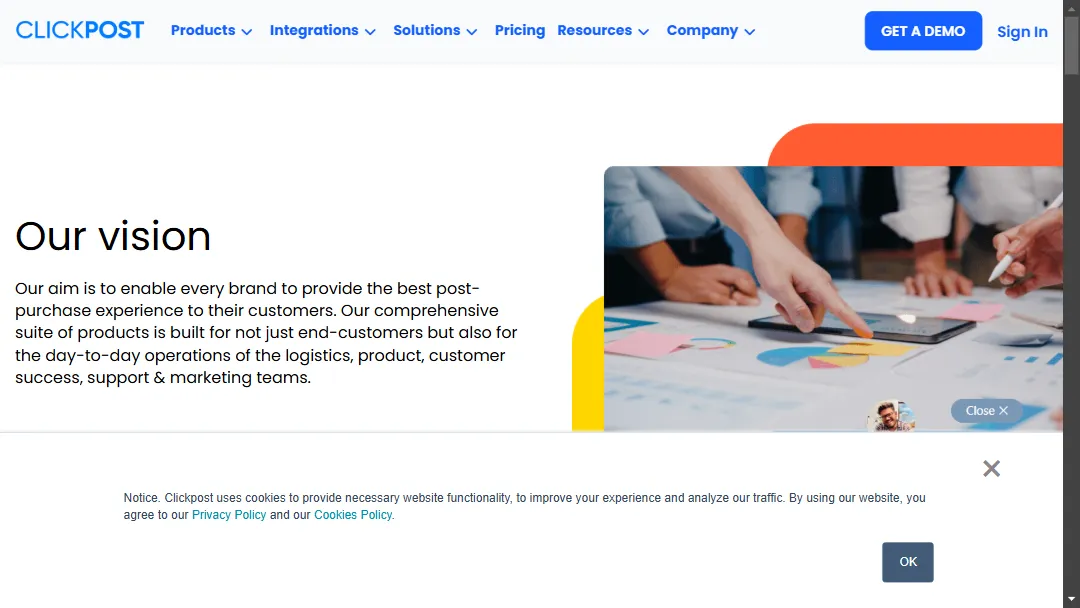 CLICKPOST
Products
Integrations
Solutions
Pricing
Resources
Company
GET A DEMO
Sign In
Our vision
Our aim is to enable every brand to provide the best post-
purchase experience to their customers. Our comprehensive
suite of products is built for not just end-customers but also for
the day-to-day operations of the logistics, product, customer
success, support & marketing teams.
Close ×
Notice. Clickpost uses cookies to provide necessary website functionality, to improve your experience and analyze our traffic. By using our website, you
agree to our Privacy Policy and our Cookies Policy.
OK